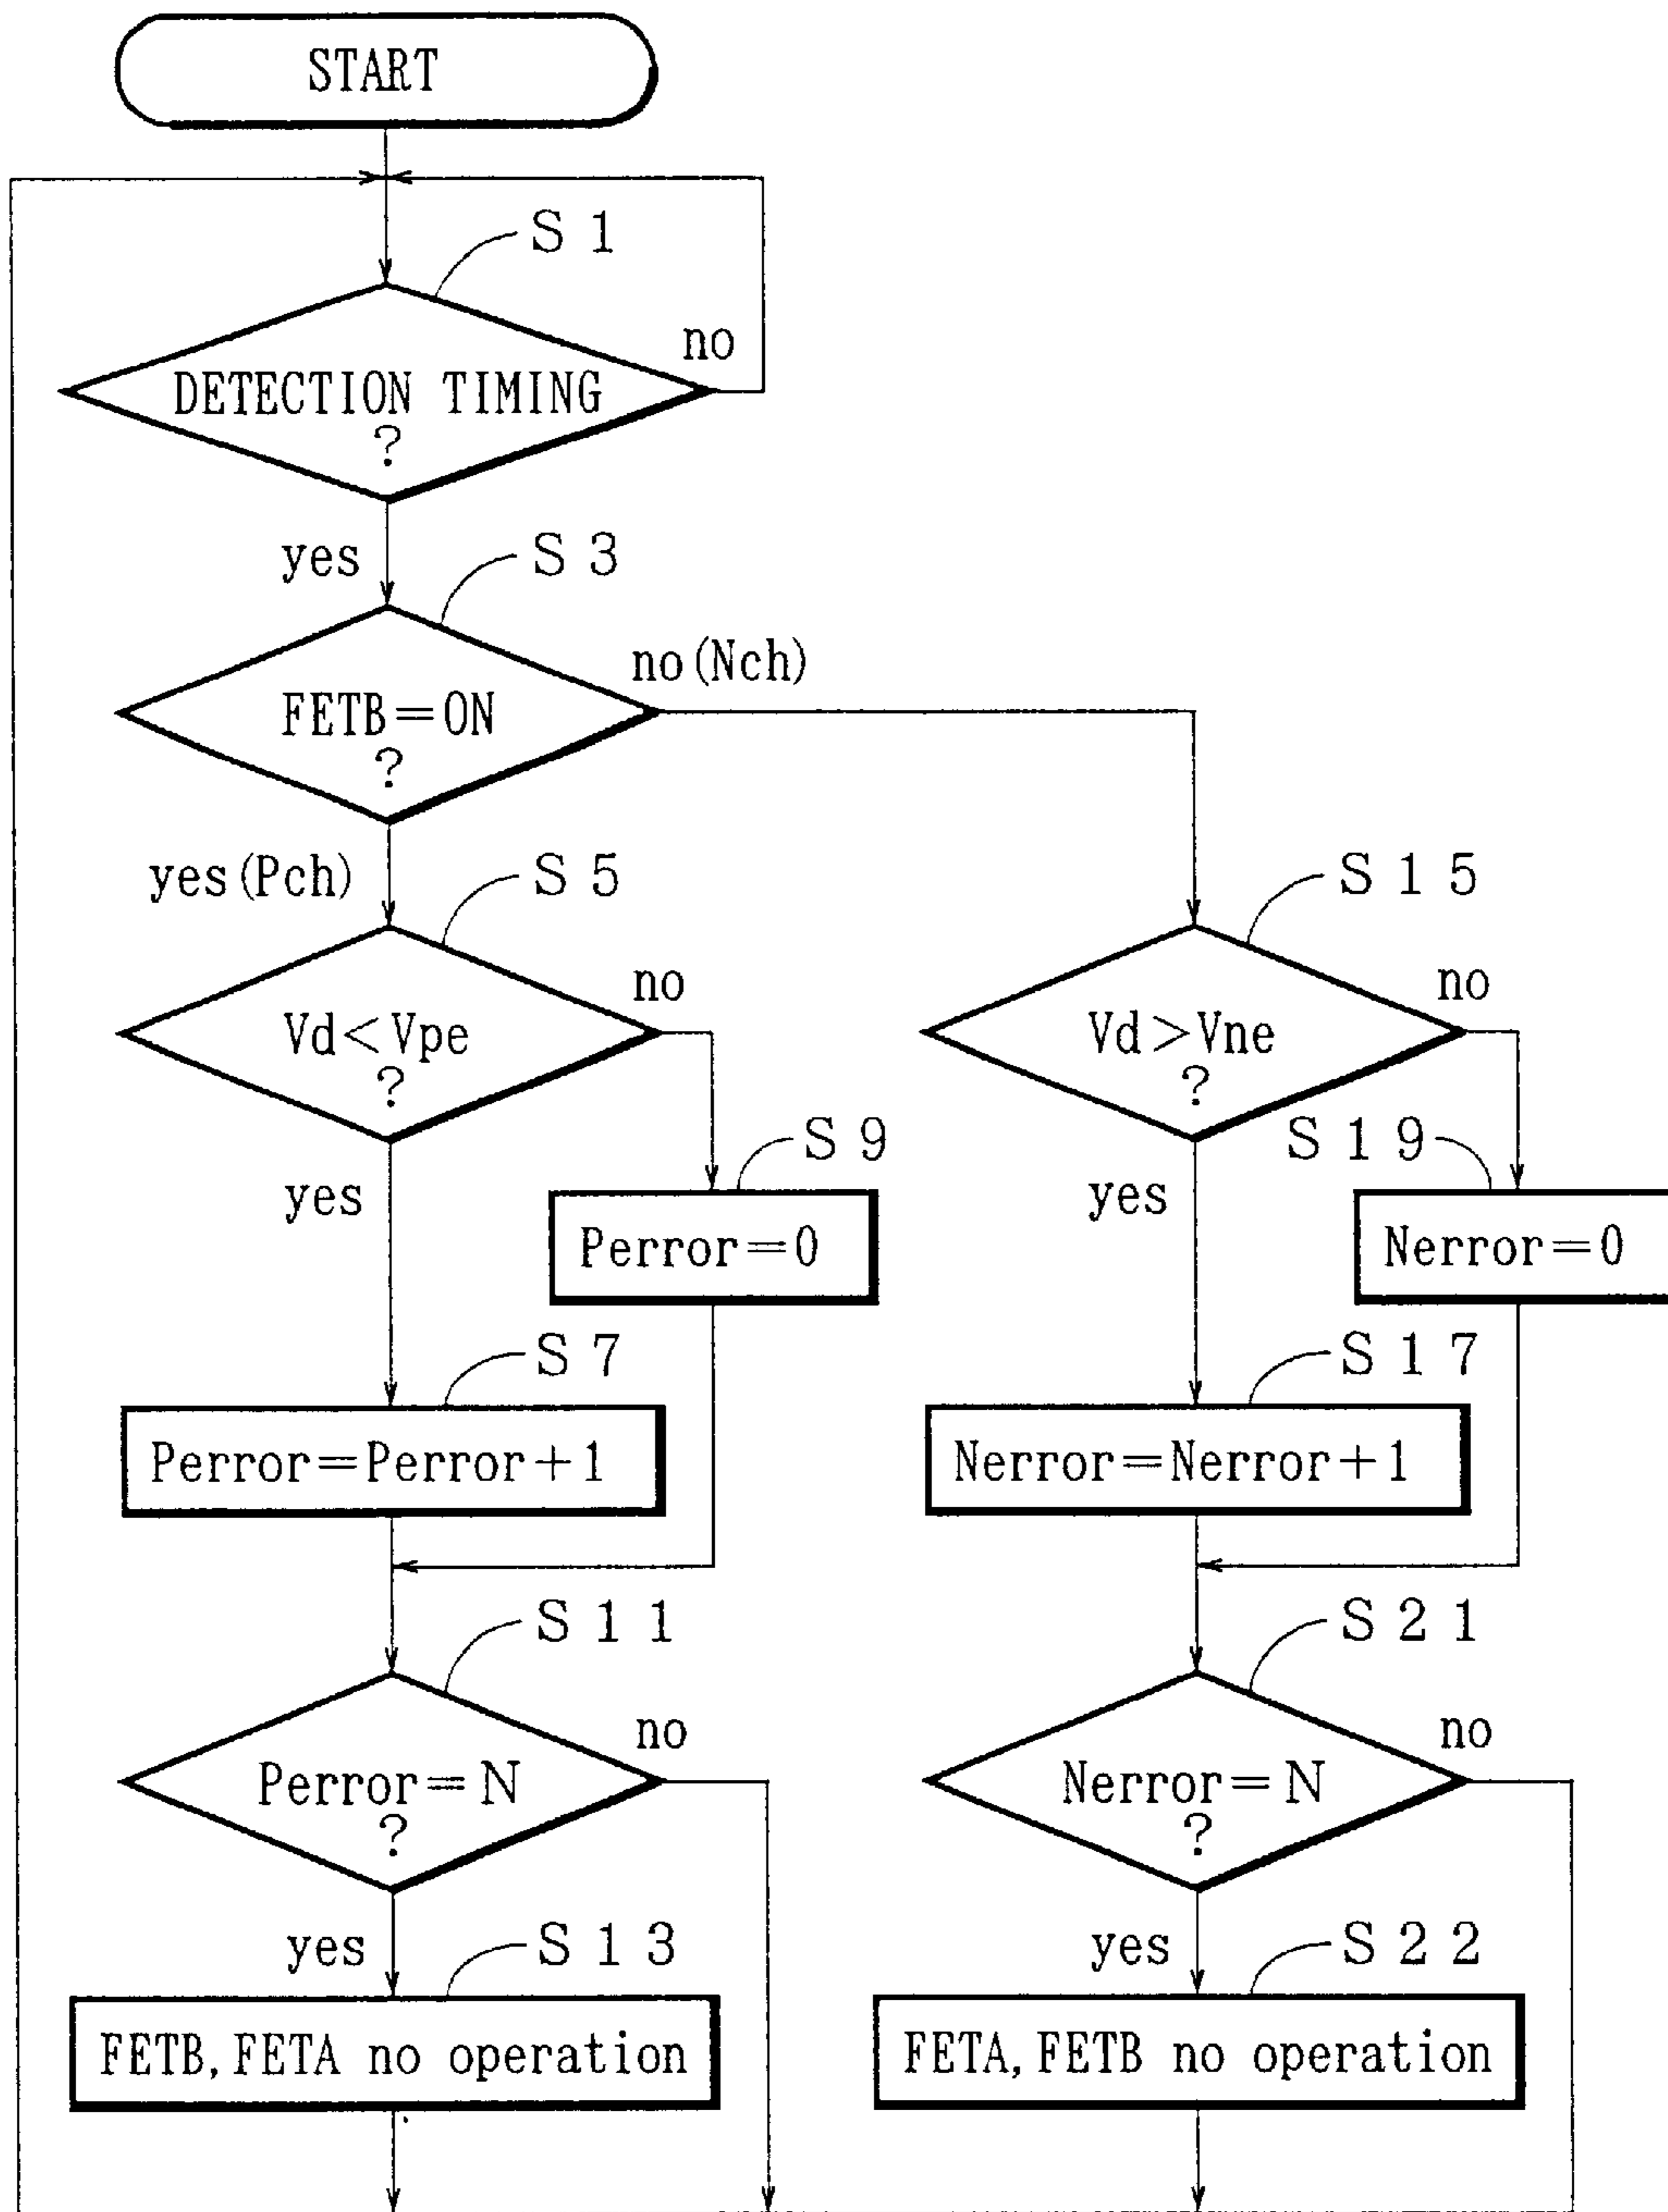 START
S 1
no
DETECTION TIMING
?
yes
S 3
no(Nch)
FETB=ON
?
yes(Pch)
S 5
no
Vd<Vpe
?
yes
S 9
Perror=0
S 7
Perror=Perror+1
S 1 1
no
Perror=N
?
yes
S 1 3
FETB, FETA no operation
S 1 5
no
Vd>Vne
?
yes
S 1 9
Nerror=0
S 1 7
Nerror=Nerror+1
S 2 1
no
Nerror=N
?
yes
S 2 2
FETA, FETB no operation